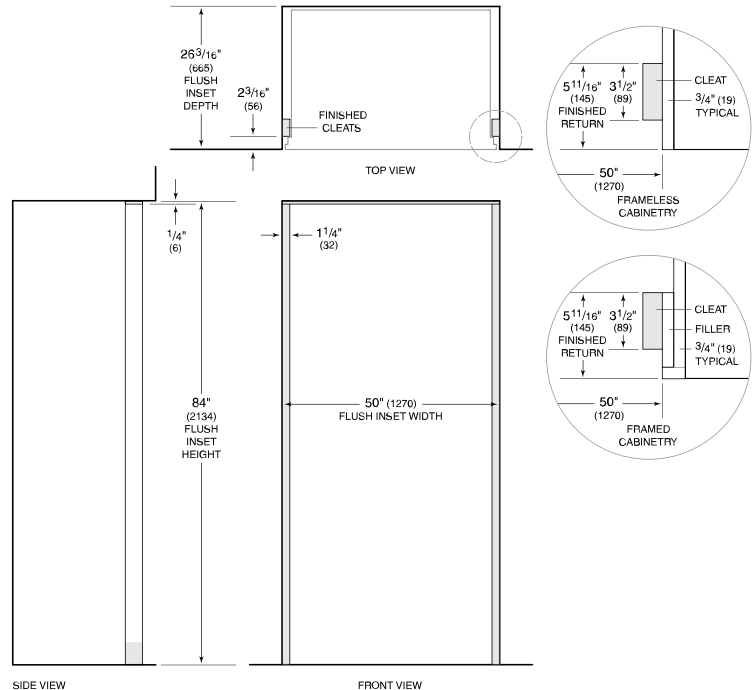 26 3/16"
(665)
FLUSH
INSET
DEPTH
2 3/16"
(56)
FINISHED
CLEATS
TOP VIEW
5 11/16"
(145)
FINISHED
RETURN
3 1/2"
(89)
CLEAT
3/4" (19)
TYPICAL
50"
(1270)
FRAMELESS
CABINETRY
1/4"
(6)
84"
(2134)
FLUSH
INSET
HEIGHT
1 1/4"
(32)
50" (1270)
FLUSH INSET WIDTH
5 11/16"
(145)
FINISHED
RETURN
3 1/2"
(89)
CLEAT
FILLER
3/4" (19)
TYPICAL
50"
(1270)
FRAMED
CABINETRY
SIDE VIEW
FRONT VIEW